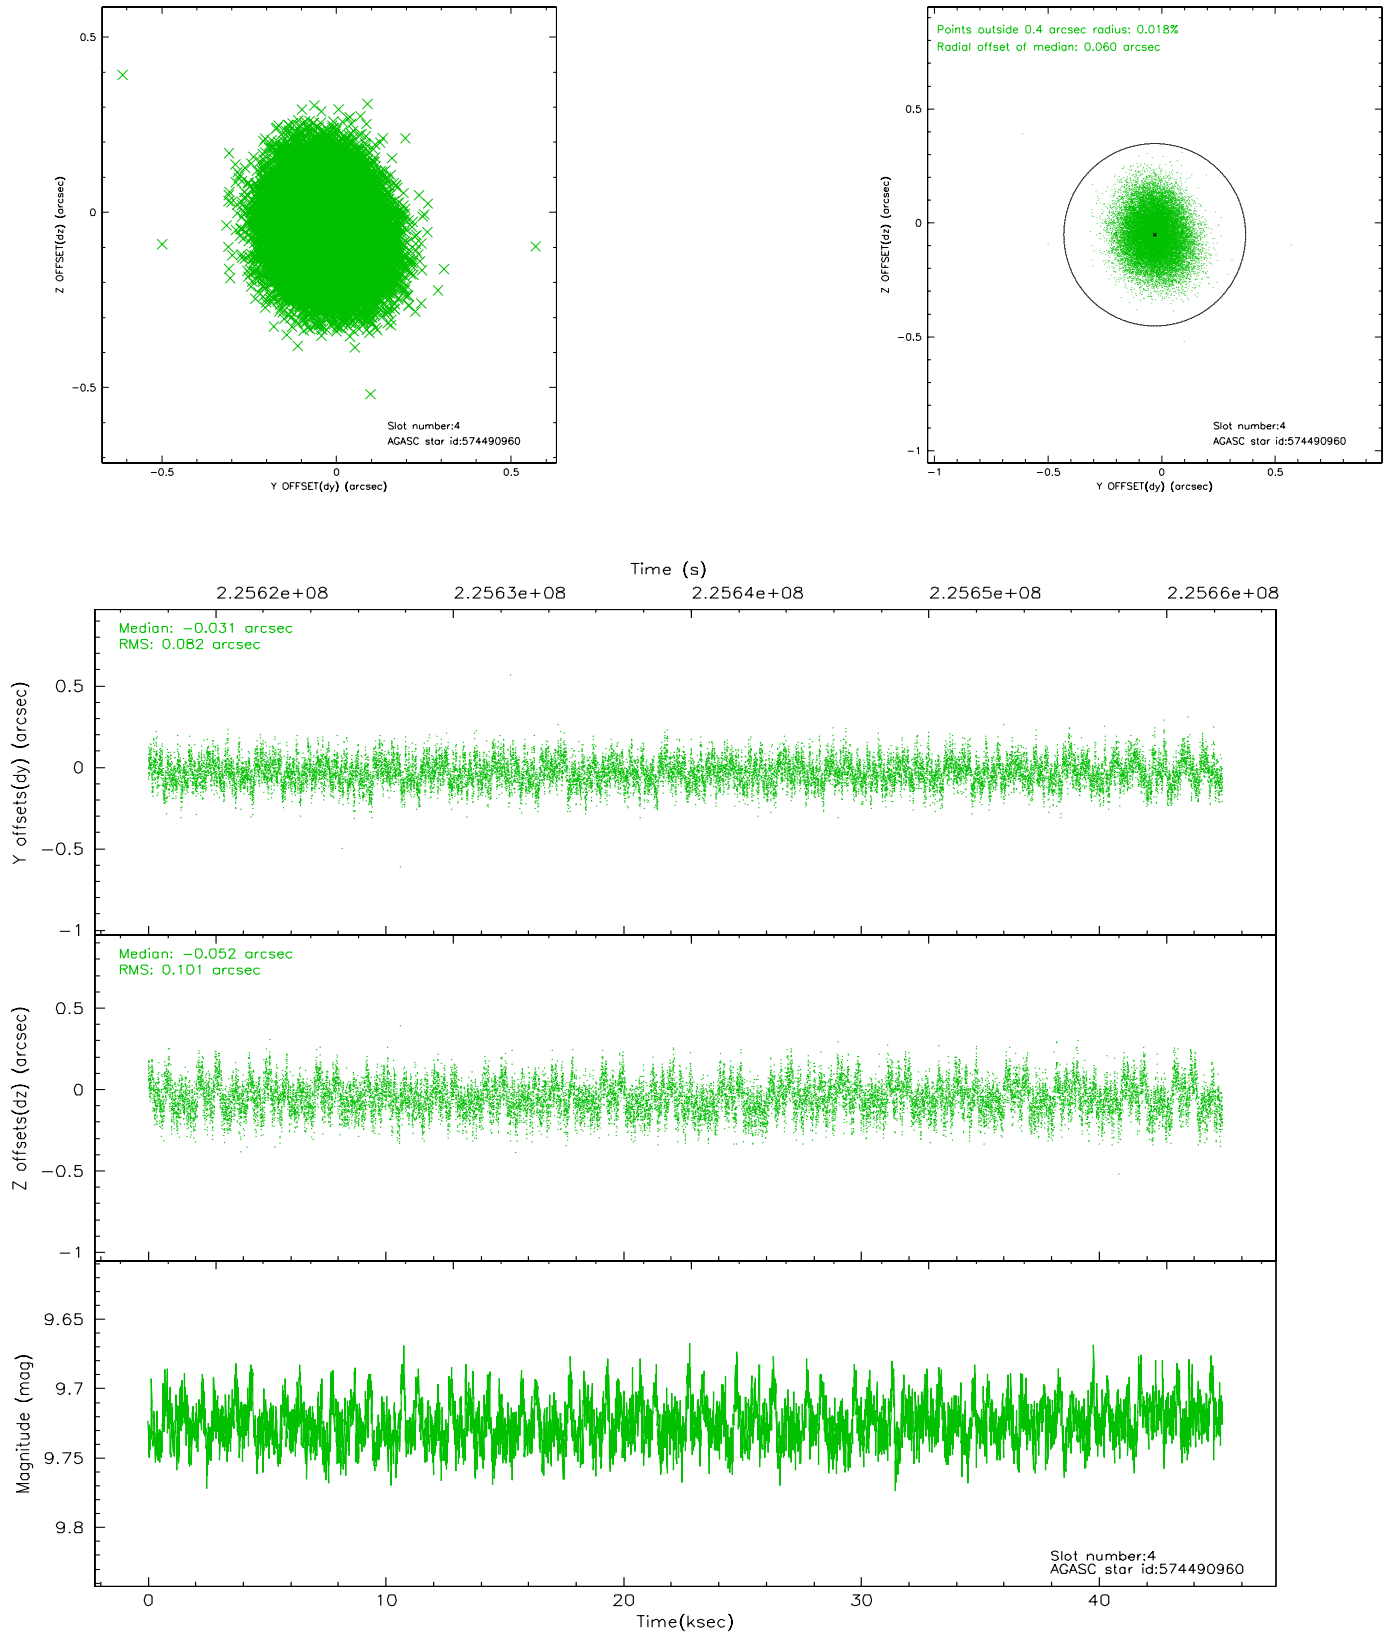 0.5
0
−0.5
Z OFFSET(dz) (arcsec)
Slot number:4
AGASC star id:574490960
−0.5
0
0.5
Y OFFSET(dy) (arcsec)
Points outside 0.4 arcsec radius: 0.018%
Radial offset of median: 0.060 arcsec
0.5
0
−0.5
−1
Z OFFSET(dz) (arcsec)
Slot number:4
AGASC star id:574490960
−1
−0.5
0
0.5
Y OFFSET(dy) (arcsec)
Time (s)
2.2562e+08
2.2563e+08
2.2564e+08
2.2565e+08
2.2566e+08
Median: −0.031 arcsec
RMS: 0.082 arcsec
0.5
0
−0.5
−1
Y offsets(dy) (arcsec)
Median: −0.052 arcsec
RMS: 0.101 arcsec
0.5
0
−0.5
−1
Z offsets(dz) (arcsec)
9.65
9.7
9.75
9.8
Magnitude (mag)
Slot number:4
AGASC star id:574490960
0
10
20
30
40
Time(ksec)